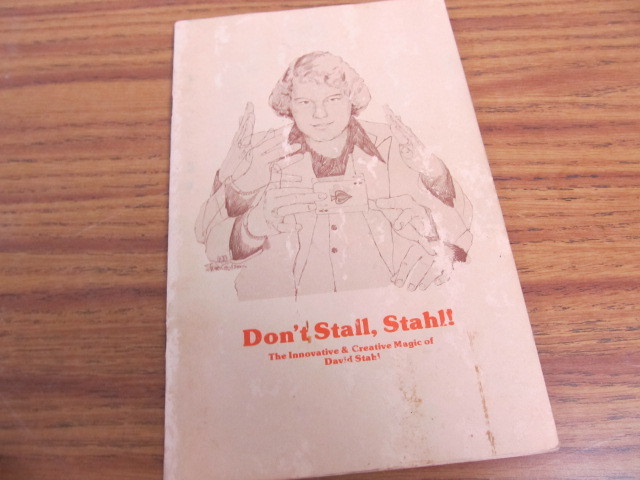 Don't Stall, Stahl!
The Innovative & Creative Magic of
David Stahl